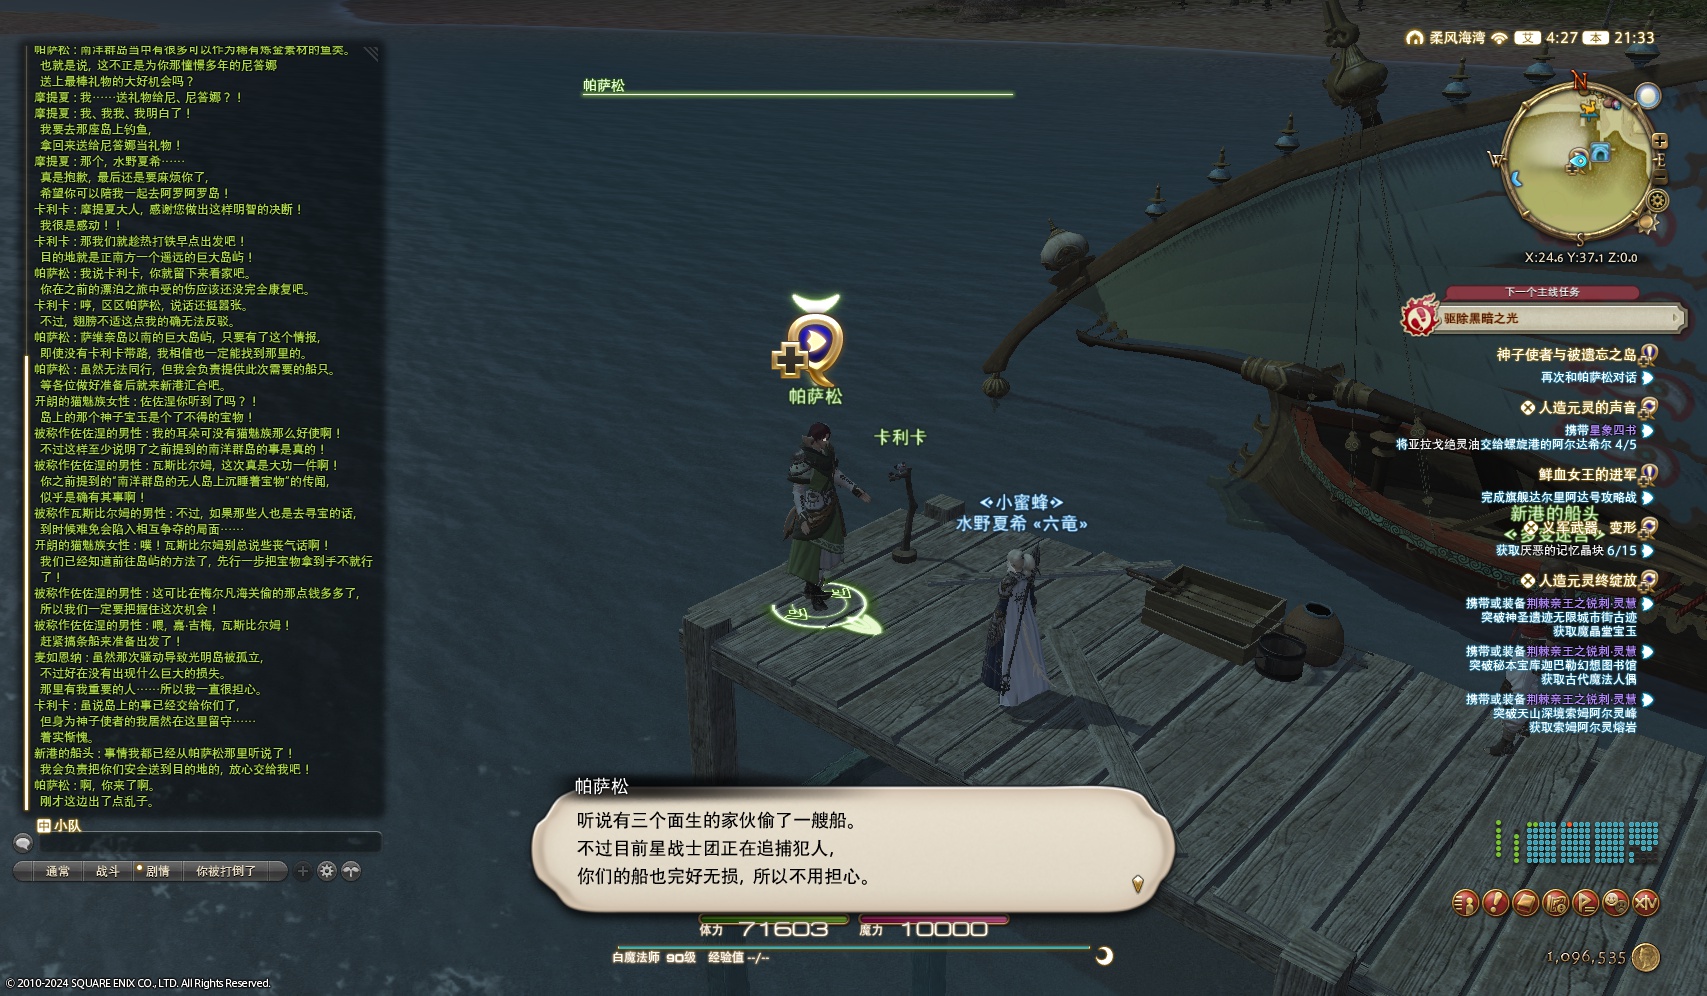 帕萨松：南洋群岛当中有很多可以作为稀有炼金素材的鱼类。
也就是说，这不正是为你那憧憬多年的尼答娜
送上最棒礼物的大好机会吗？
摩提夏：我……送礼物给尼、尼答娜？！
摩提夏：我、我、我、我明白了！
我要去那座岛上钓鱼，
拿回来送给尼答娜当礼物！
摩提夏：那个，水野夏希……
真是抱歉，最后还是要麻烦你了，
希望你可以陪我一起去阿罗阿罗岛！
卡利卡：摩提夏大人，感谢您做出这样明智的决断！
我很是感动！！
卡利卡：那我们就趁热打铁早点出发吧！
目的地就是正南方一个遥远的巨大岛屿！
帕萨松：我说卡利卡，你就留下来看家吧。
你在之前的漂泊之旅中受的伤应该还没完全康复吧。
卡利卡：哼，区区帕萨松，说话还挺嚣张。
不过，翅膀不适这点我的确无法反驳。
帕萨松：萨维奈岛以南的巨大岛屿，只要有了这个情报，
即使没有卡利卡带路，我相信也一定能找到那里的。
帕萨松：虽然无法同行，但我会负责提供此次需要的船只。
等各位做好准备后就来新港汇合吧。
开朗的猫魅族女性：佐佐涅你听到了吗？！
岛上的那个神子宝玉是个了不得的宝物！
被称作佐佐涅的男性：我的耳朵可没有猫魅族那么好使啊！
不过这样至少说明了之前提到的南洋群岛的事是真的！
被称作佐佐涅的男性：瓦斯比尔姆，这次真是大功一件啊！
你之前提到的“南洋群岛的无人岛上沉睡着宝物”的传闻，
似乎是确有其事啊！
被称作瓦斯比尔姆的男性：不过，如果那些人也是去寻宝的话，
到时候难免会陷入相互争夺的局面……
开朗的猫魅族女性：噗！瓦斯比尔姆别总说些丧气话啊！
我们已经知道前往岛屿的方法了，先行一步把宝物拿到手不就行
了！
被称作佐佐涅的男性：这可比在梅尔凡海关偷的那点钱多多了，
所以我们一定要把握住这次机会！
被称作佐佐涅的男性：喂，嘉·吉梅，瓦斯比尔姆！
赶紧搞条船来准备出发了！
麦如恩纳：虽然那次骚动导致光明岛被孤立，
不过好在没有出现什么巨大的损失。
那里有我重要的人……所以我一直很担心。
卡利卡：虽说岛上的事已经交给你们了，
但身为神子使者的我居然在这里留守……
着实惭愧。
新港的船头：事情我都已经从帕萨松那里听说了！
我会负责把你们安全送到目的地的，放心交给我吧！
帕萨松：啊，你来了啊。
刚才这边出了点乱子。
小队
通常 战斗 剧情 你被打倒了
© 2010-2024 SQUARE ENIX CO., LTD. All Rights Reserved.
帕萨松
帕萨松
卡利卡
小蜜蜂
水野夏希 «六竜»
帕萨松
听说有三个面生的家伙偷了一艘船。
不过目前星战士团正在追捕犯人，
你们的船也完好无损，所以不用担心。
体力 71603 魔力 10000
白魔法师 90级 经验值 --/--
柔风海湾 艾 4:27 本 21:33
N
W E
S
X:24.6 Y:37.1 Z:0.0
下一个主线任务
驱除黑暗之光
神子使者与被遗忘之岛
再次和帕萨松对话
人造元灵的声音
携带星象四书
将亚拉戈绝灵油交给螺旋港的阿尔达希尔 4/5
鲜血女王的进军
完成旗舰达尔里阿达号攻略战
新港的船头
义军武器，变形
获取厌恶的记忆晶块 6/15
人造元灵终绽放
携带或装备荆棘亲王之锐刺·灵慧
突破神圣遗迹无限城市街古迹
获取魔晶堂宝玉
携带或装备荆棘亲王之锐刺·灵慧
突破秘本宝库迦巴勒幻想图书馆
获取古代魔法人偶
携带或装备荆棘亲王之锐刺·灵慧
突破天山深境索姆阿尔灵峰
获取索姆阿尔灵熔岩
XIV
1,096,535